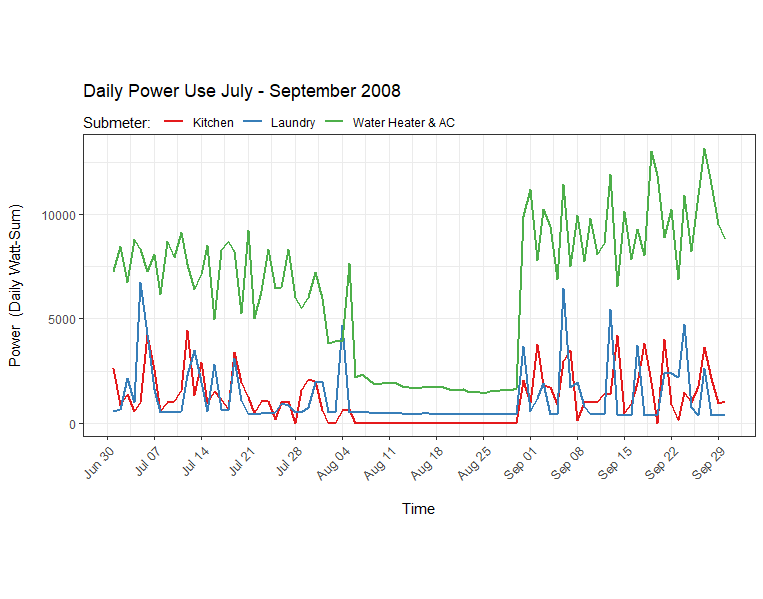 Daily Power Use July - September 2008
Submeter: Kitchen Laundry Water Heater & AC
Power (Daily Watt-Sum)
10000
5000
0
Jun 30 Jul 07 Jul 14 Jul 21 Jul 28 Aug 04 Aug 11 Aug 18 Aug 25 Sep 01 Sep 08 Sep 15 Sep 22 Sep 29
Time